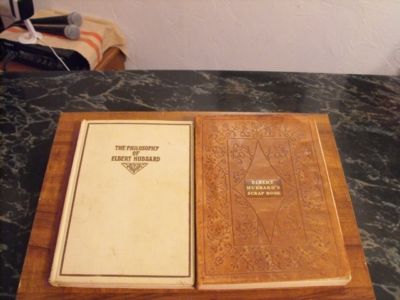 THE PHILOSOPHY
OF
ELBERT HUBBARD
ELBERT
HUBBARD'S
SCRAP BOOK